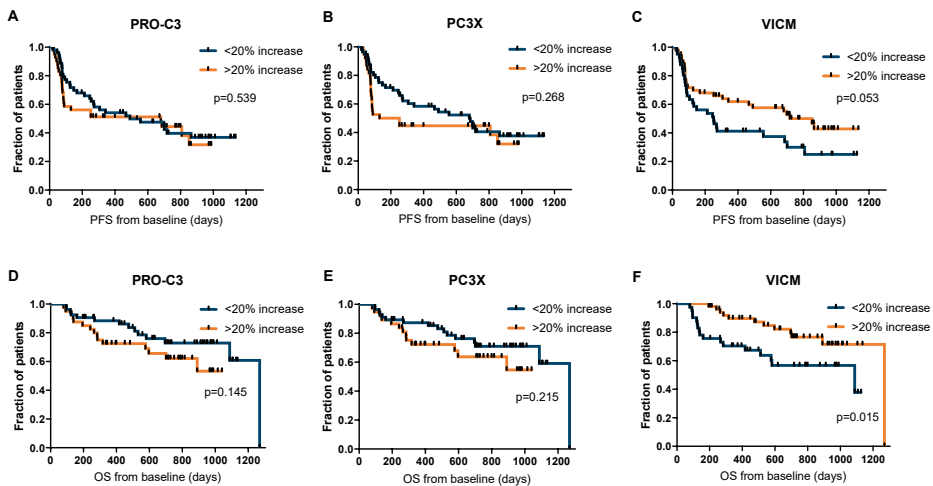 A
PRO-C3
Fraction of patients
1.0
0.8
0.6
0.4
0.2
0.0
<20% increase
>20% increase
p=0.539
0 200 400 600 800 1000 1200
PFS from baseline (days)
B
PC3X
Fraction of patients
1.0
0.8
0.6
0.4
0.2
0.0
<20% increase
>20% increase
p=0.268
0 200 400 600 800 1000 1200
PFS from baseline (days)
C
VICM
Fraction of patients
1.0
0.8
0.6
0.4
0.2
0.0
<20% increase
>20% increase
p=0.053
0 200 400 600 800 1000 1200
PFS from baseline (days)
D
PRO-C3
Fraction of patients
1.0
0.8
0.6
0.4
0.2
0.0
<20% increase
>20% increase
p=0.145
0 200 400 600 800 1000 1200
OS from baseline (days)
E
PC3X
Fraction of patients
1.0
0.8
0.6
0.4
0.2
0.0
<20% increase
>20% increase
p=0.215
0 200 400 600 800 1000 1200
OS from baseline (days)
F
VICM
Fraction of patients
1.0
0.8
0.6
0.4
0.2
0.0
<20% increase
>20% increase
p=0.015
0 200 400 600 800 1000 1200
OS from baseline (days)